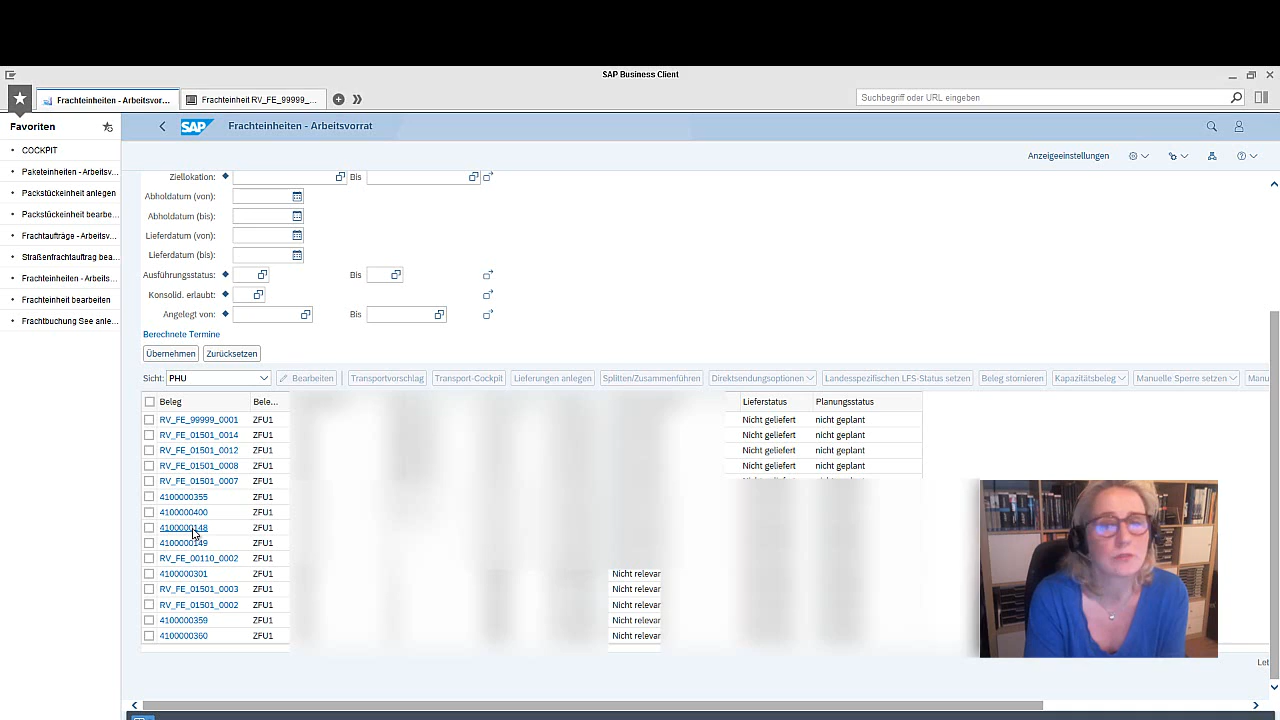 SAP Business Client
Frachteinheiten - Arbeitsvor...
Frachteinheit RV_FE_99999_...
Suchbegriff oder URL eingeben
Favoriten
SAP
Frachteinheiten - Arbeitsvorrat
COCKPIT
Paketeinheiten - Arbeitsv...
Packstückeinheit anlegen
Packstückeinheit bearbe...
Frachtaufträge - Arbeitsv...
Straßenfrachtauftrag bea...
Frachteinheiten - Arbeits...
Frachteinheit bearbeiten
Frachtbuchung See anle...
Anzeigeeinstellungen
Ziellokation:
Bis
Abholdatum (von):
Abholdatum (bis):
Lieferdatum (von):
Lieferdatum (bis):
Ausführungsstatus:
Bis
Konsolid. erlaubt:
Angelegt von:
Bis
Berechnete Termine
Übernehmen
Zurücksetzen
Sicht: PHU
Bearbeiten
Transportvorschlag
Transport-Cockpit
Lieferungen anlegen
Splitten/Zusammenführen
Direktsendungsoptionen
Landesspezifischen LFS-Status setzen
Beleg stornieren
Kapazitätsbeleg
Manuelle Sperre setzen
Manu
Beleg Bele... Lieferstatus Planungsstatus
RV_FE_99999_0001 ZFU1 Nicht geliefert nicht geplant
RV_FE_01501_0014 ZFU1 Nicht geliefert nicht geplant
RV_FE_01501_0012 ZFU1 Nicht geliefert nicht geplant
RV_FE_01501_0008 ZFU1 Nicht geliefert nicht geplant
RV_FE_01501_0007 ZFU1
4100000355 ZFU1
4100000400 ZFU1
4100000148 ZFU1
4100000149 ZFU1
RV_FE_00110_0002 ZFU1
4100000301 ZFU1 Nicht relevar
RV_FE_01501_0003 ZFU1 Nicht relevar
RV_FE_01501_0002 ZFU1 Nicht relevar
4100000359 ZFU1 Nicht relevar
4100000360 ZFU1 Nicht relevar
Let